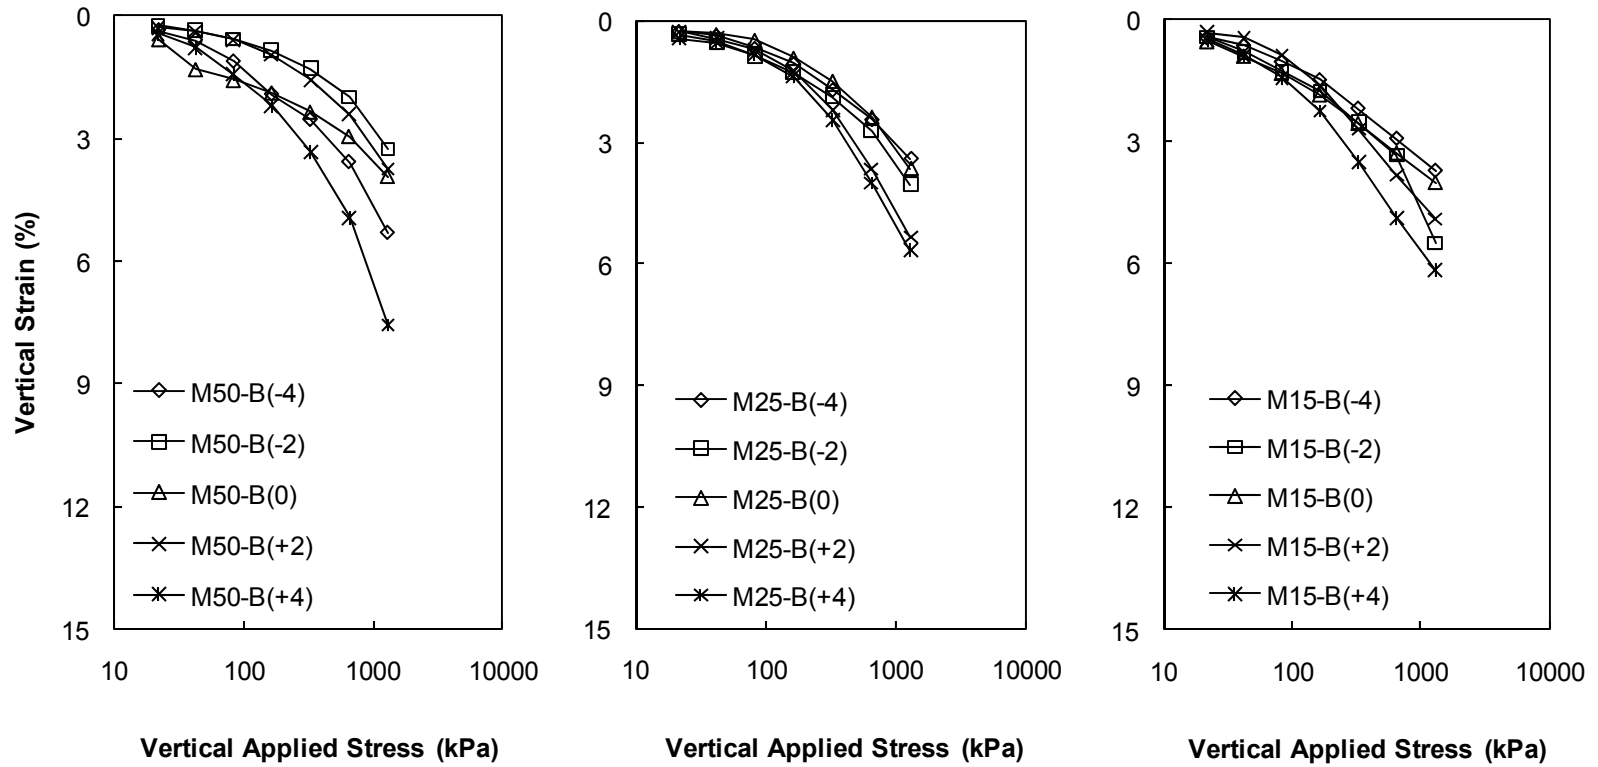 Vertical Strain (%)
0
3
6
9
12
15
M50-B(-4)
M50-B(-2)
M50-B(0)
M50-B(+2)
M50-B(+4)
10 100 1000 10000
Vertical Applied Stress (kPa)
0
3
6
9
12
15
M25-B(-4)
M25-B(-2)
M25-B(0)
M25-B(+2)
M25-B(+4)
10 100 1000 10000
Vertical Applied Stress (kPa)
0
3
6
9
12
15
M15-B(-4)
M15-B(-2)
M15-B(0)
M15-B(+2)
M15-B(+4)
10 100 1000 10000
Vertical Applied Stress (kPa)